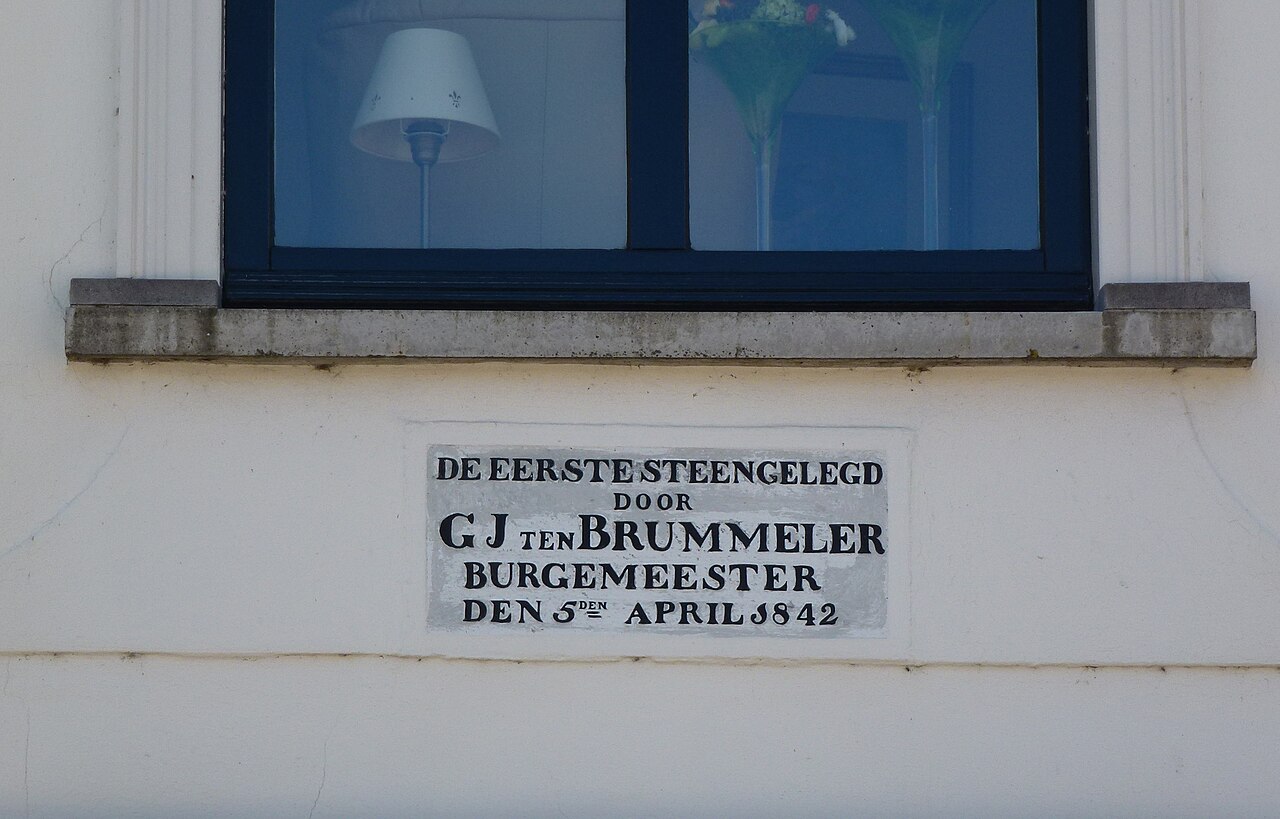 DE EERSTE STEEN GELEGD
DOOR
G J TEN BRUMMELER
BURGEMEESTER
DEN 5DEN APRIL 1842